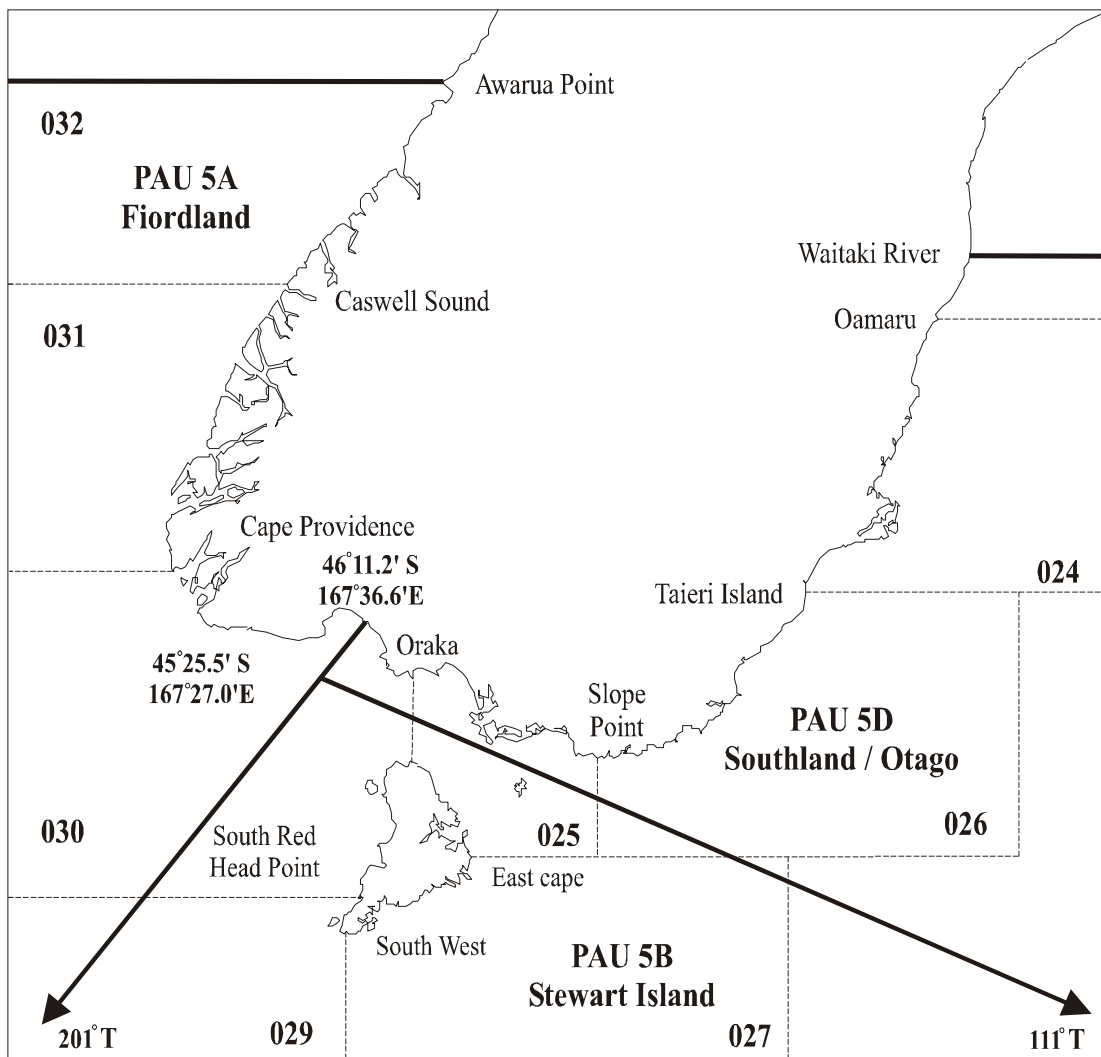 Awarua Point
032
PAU 5A
Fiordland
Waitaki River
Caswell Sound
Oamaru
031
Cape Providence
46°11.2' S
167°36.6'E
024
Taieri Island
Oraka
45°25.5' S
167°27.0'E
Slope
Point
PAU 5D
Southland / Otago
030
South Red
Head Point
025
026
East cape
South West
PAU 5B
Stewart Island
201°T
029
027
111°T